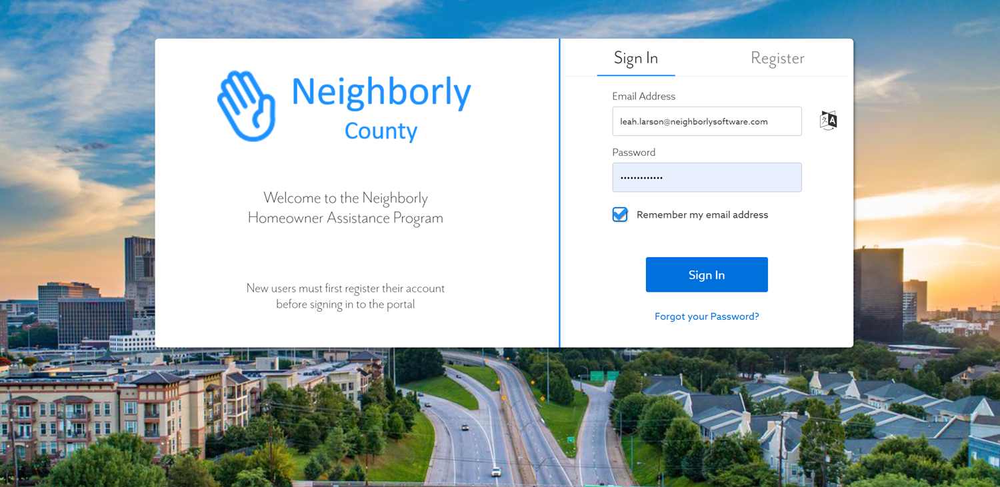 Neighborly
County
Welcome to the Neighborly
Homeowner Assistance Program
New users must first register their account
before signing in to the portal
Sign In
Register
Email Address
leah.larson@neighborlysoftware.com
Password
•••••••••••••
Remember my email address
Sign In
Forgot your Password?